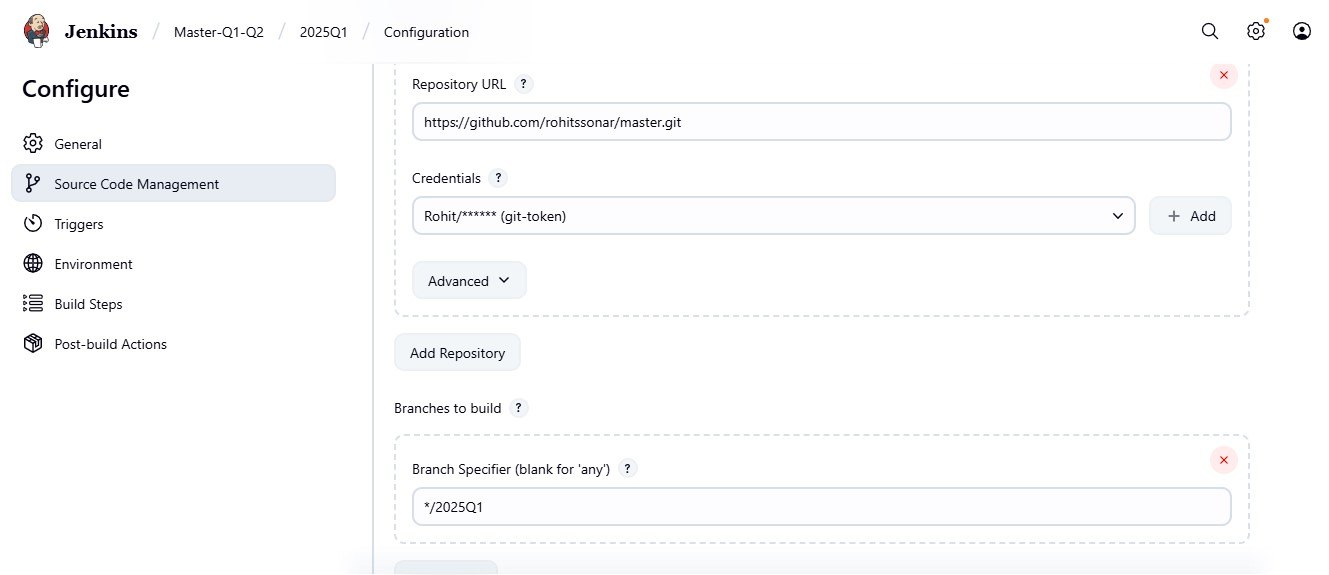 Jenkins / Master-Q1-Q2 / 2025Q1 / Configuration
Configure
General
Source Code Management
Triggers
Environment
Build Steps
Post-build Actions
Repository URL ?
https://github.com/rohitssonar/master.git
Credentials ?
Rohit/****** (git-token)
+ Add
Advanced
Add Repository
Branches to build ?
Branch Specifier (blank for 'any') ?
*/2025Q1